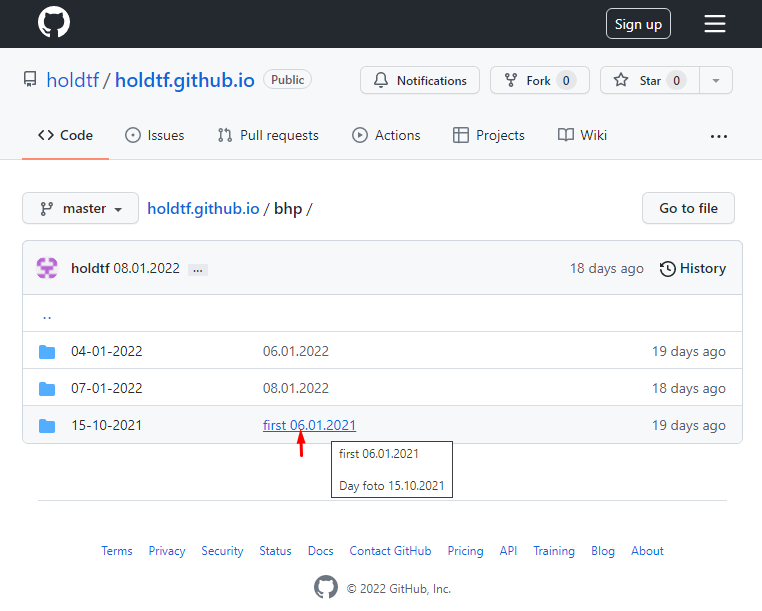 Sign up
holdtf / holdtf.github.io Public
Notifications Fork 0 Star 0
Code Issues Pull requests Actions Projects Wiki ...
master holdtf.github.io / bhp / Go to file
holdtf 08.01.2022 ... 18 days ago History
..
04-01-2022 06.01.2022 19 days ago
07-01-2022 08.01.2022 18 days ago
15-10-2021 first 06.01.2021 19 days ago
first 06.01.2021
Day foto 15.10.2021
Terms Privacy Security Status Docs Contact GitHub Pricing API Training Blog About
© 2022 GitHub, Inc.